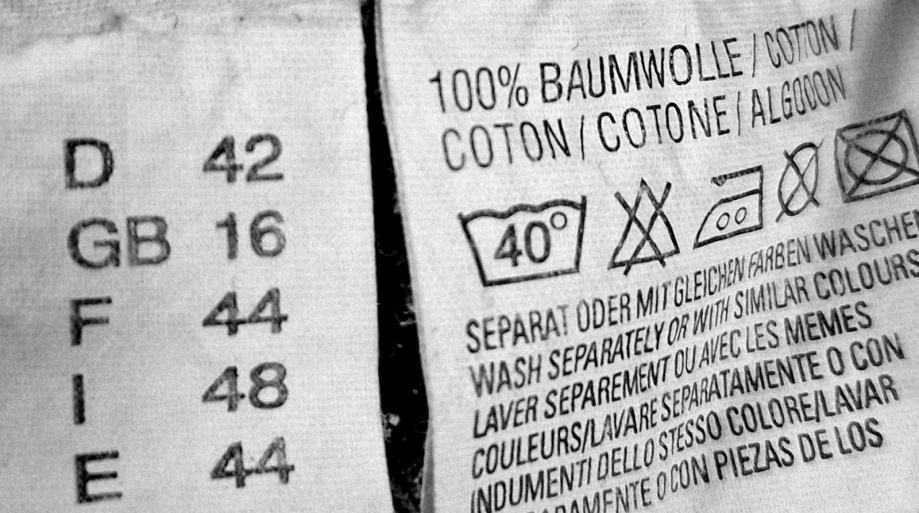 D 42
GB 16
F 44
I 48
E 44
100% BAUMWOLLE / COTTON /
COTON / COTONE / ALGODON
40°
SEPARAT ODER MIT GLEICHEN FARBEN WASCHE
WASH SEPARATELY OR WITH SIMILAR COLOURS
LAVER SEPAREMENT OU AVEC LES MEMES
COULEURS/LAVARE SEPARATAMENTE O CON
INDUMENTI DELLO STESSO COLORE/LAVAR
ARAMENTE O CON PIEZAS DE LOS